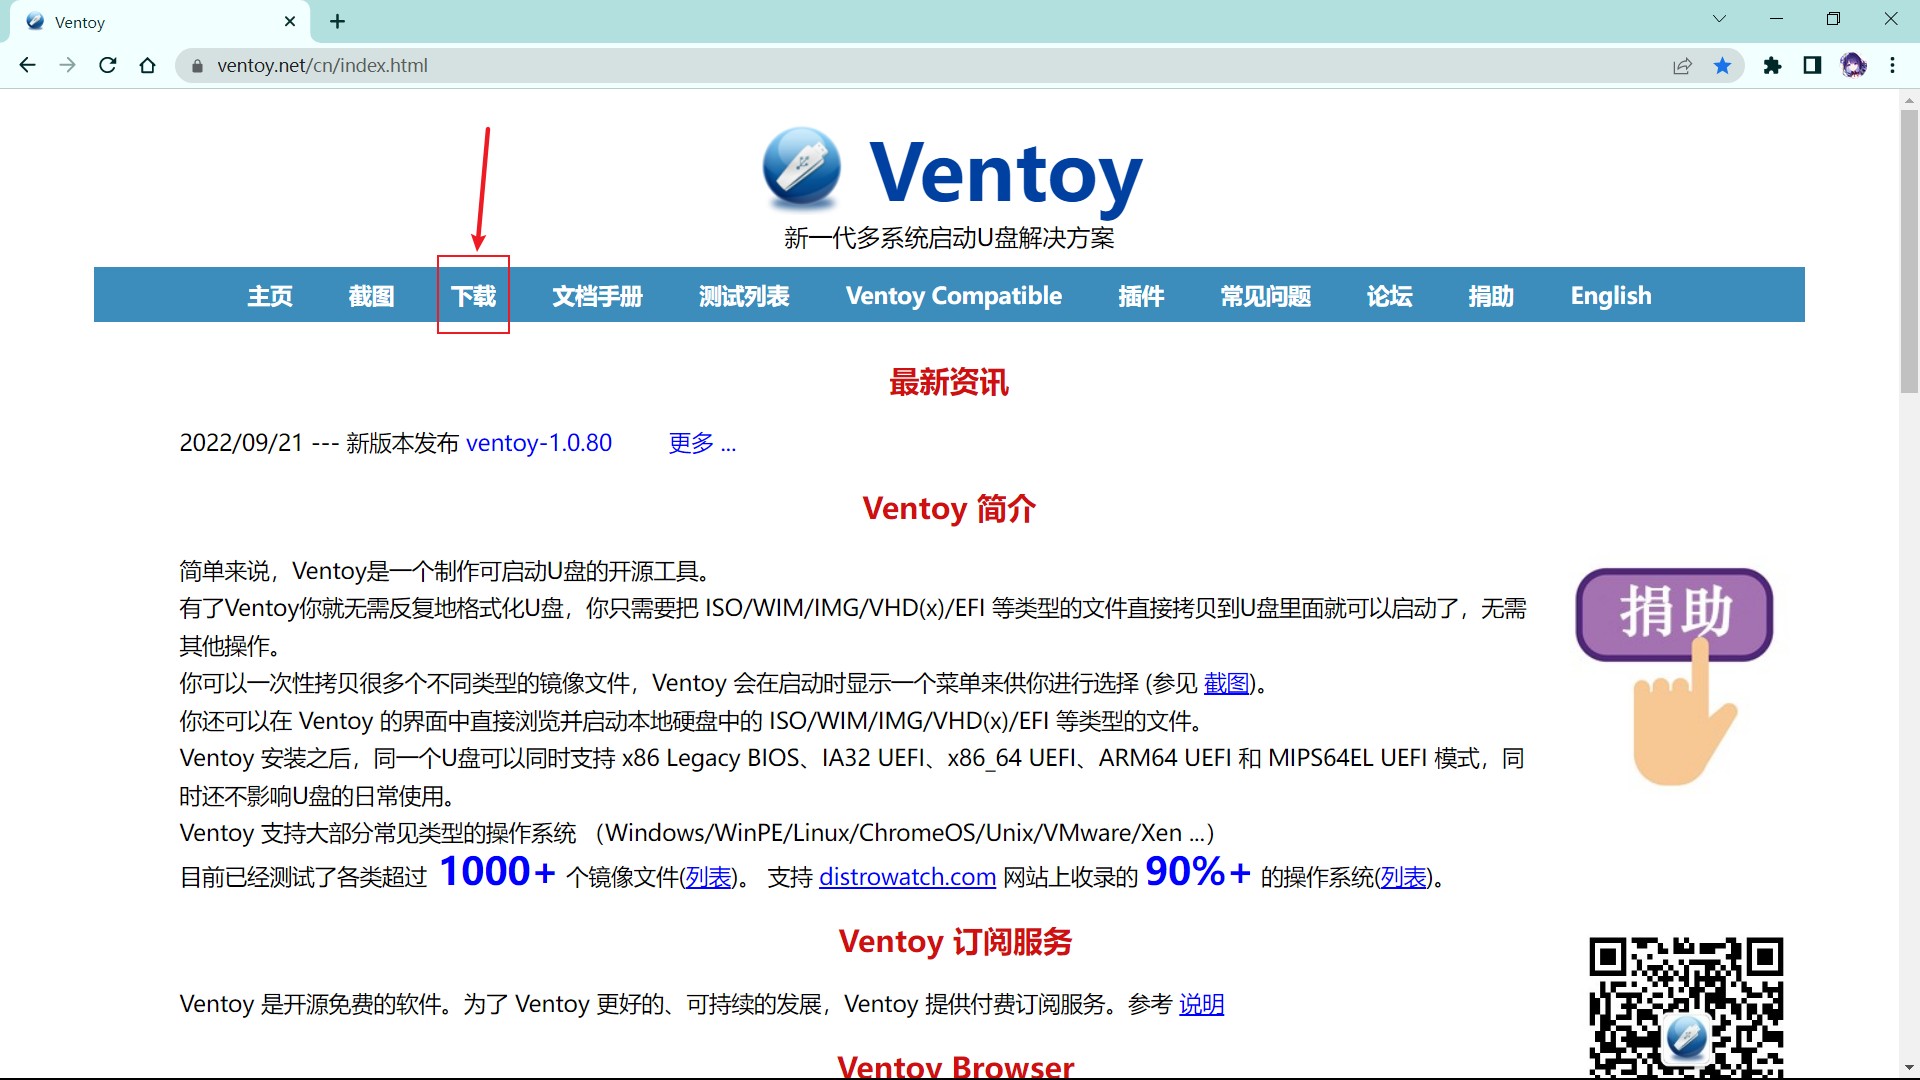 Ventoy
ventoy.net/cn/index.html
Ventoy
新一代多系统启动U盘解决方案
主页 截图 下载 文档手册 测试列表 Ventoy Compatible 插件 常见问题 论坛 捐助 English
最新资讯
2022/09/21 --- 新版本发布 ventoy-1.0.80 更多 ...
Ventoy 简介
简单来说，Ventoy是一个制作可启动U盘的开源工具。
有了Ventoy你就无需反复地格式化U盘，你只需要把 ISO/WIM/IMG/VHD(x)/EFI 等类型的文件直接拷贝到U盘里面就可以启动了，无需
其他操作。
你可以一次性拷贝很多个不同类型的镜像文件，Ventoy 会在启动时显示一个菜单来供你进行选择 (参见 截图)。
你还可以在 Ventoy 的界面中直接浏览并启动本地硬盘中的 ISO/WIM/IMG/VHD(x)/EFI 等类型的文件。
Ventoy 安装之后，同一个U盘可以同时支持 x86 Legacy BIOS、IA32 UEFI、x86_64 UEFI、ARM64 UEFI 和 MIPS64EL UEFI 模式，同
时还不影响U盘的日常使用。
Ventoy 支持大部分常见类型的操作系统 （Windows/WinPE/Linux/ChromeOS/Unix/VMware/Xen ...）
目前已经测试了各类超过 1000+ 个镜像文件(列表)。 支持 distrowatch.com 网站上收录的 90%+ 的操作系统(列表)。
捐助
Ventoy 订阅服务
Ventoy 是开源免费的软件。为了 Ventoy 更好的、可持续的发展，Ventoy 提供付费订阅服务。参考 说明
Ventoy Browser